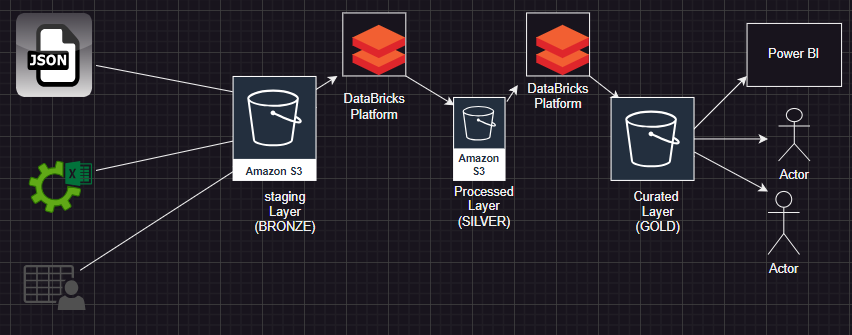 JSON
Amazon S3
staging
Layer
(BRONZE)
DataBricks
Platform
Amazon
S3
Processed
Layer
(SILVER)
DataBricks
Platform
Curated
Layer
(GOLD)
Power BI
Actor
Actor
X